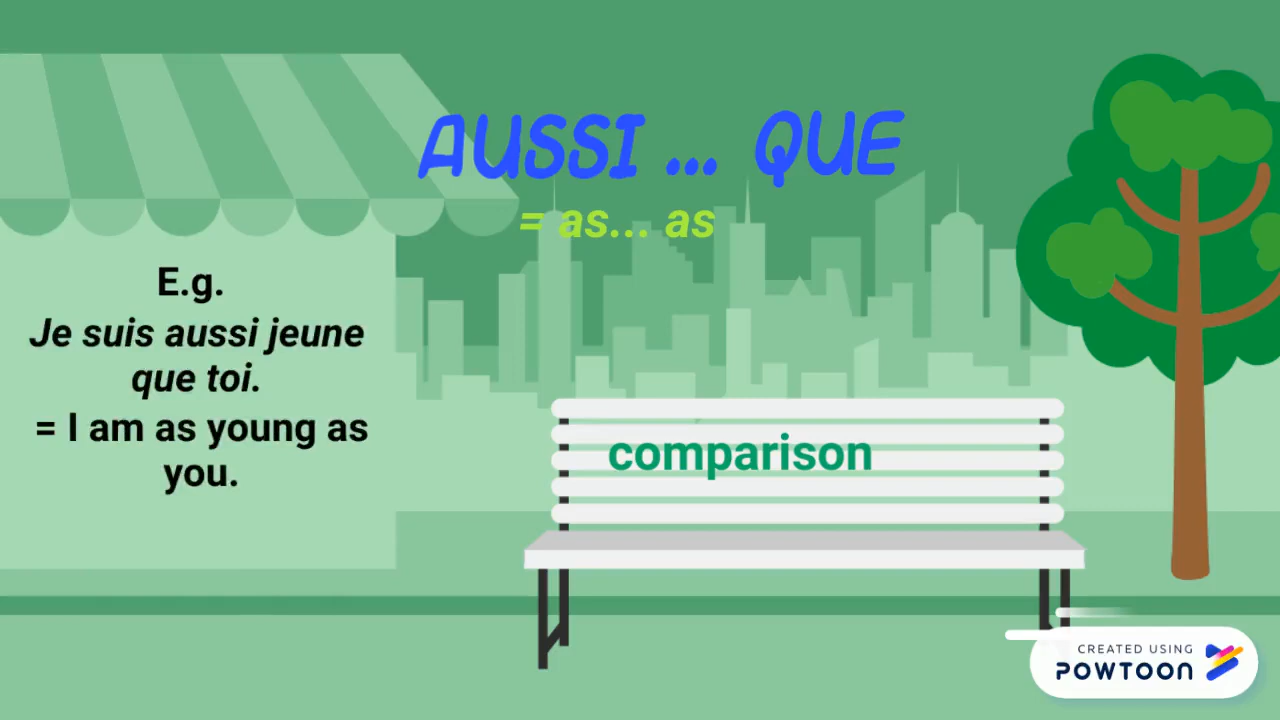 AUSSI ... QUE
= as... as
E.g.
Je suis aussi jeune
que toi.
= I am as young as
you.
comparison
CREATED USING
POWTOON